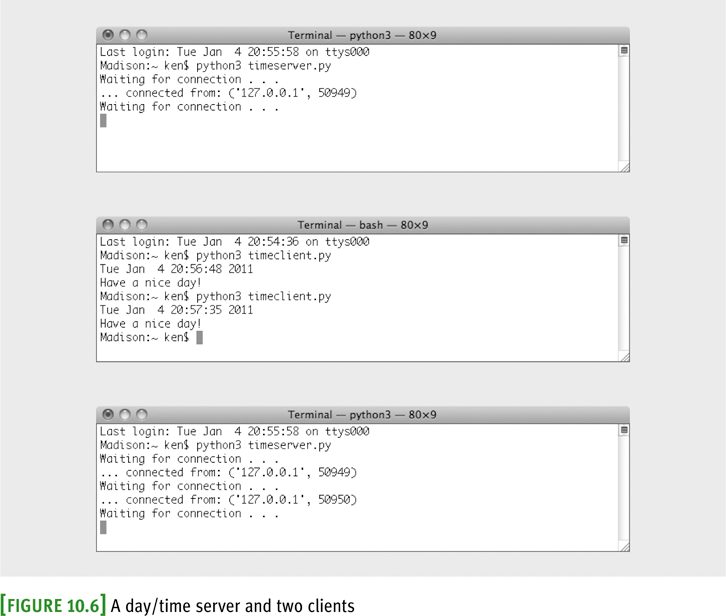 Terminal — python3 — 80×9
Last login: Tue Jan  4 20:55:58 on ttys000
Madison:~ ken$ python3 timeserver.py
Waiting for connection . . .
... connected from: ('127.0.0.1', 50949)
Waiting for connection . . .
Terminal — bash — 80×9
Last login: Tue Jan  4 20:54:36 on ttys000
Madison:~ ken$ python3 timeclient.py
Tue Jan  4 20:56:48 2011
Have a nice day!
Madison:~ ken$ python3 timeclient.py
Tue Jan  4 20:57:35 2011
Have a nice day!
Madison:~ ken$
Terminal — python3 — 80×9
Last login: Tue Jan  4 20:55:58 on ttys000
Madison:~ ken$ python3 timeserver.py
Waiting for connection . . .
... connected from: ('127.0.0.1', 50949)
Waiting for connection . . .
... connected from: ('127.0.0.1', 50950)
Waiting for connection . . .
[FIGURE 10.6] A day/time server and two clients